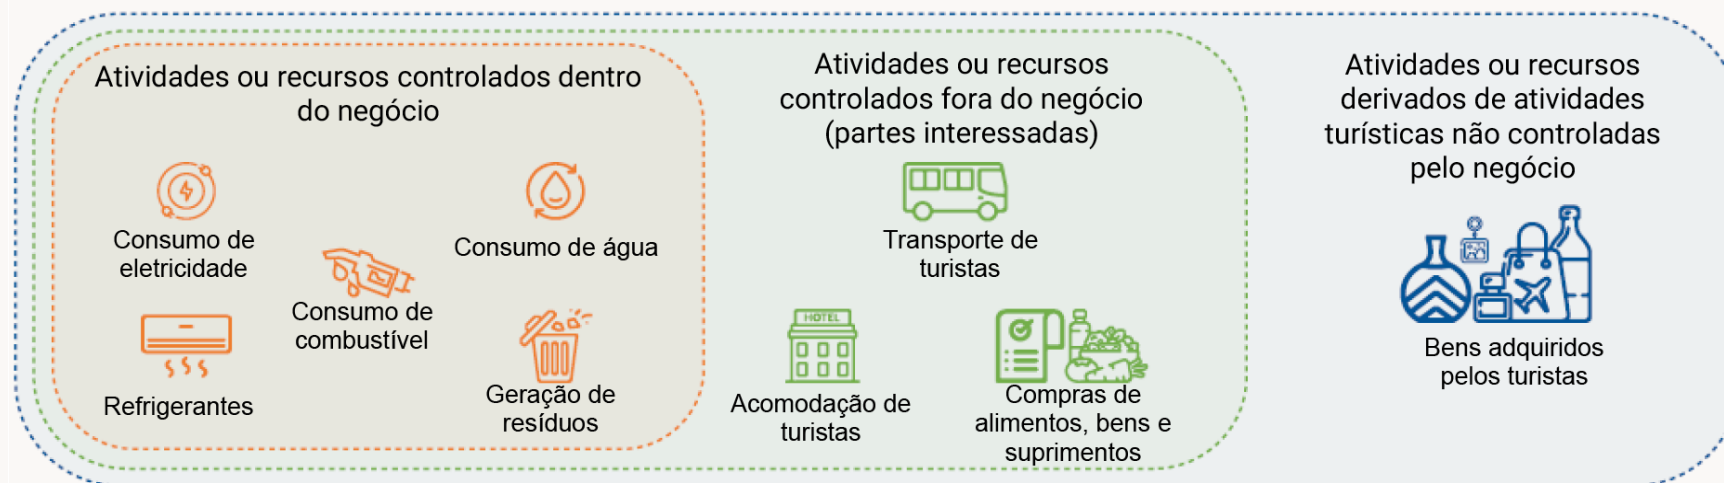 Atividades ou recursos controlados dentro
do negócio
Consumo de
eletricidade
Consumo de água
Consumo de
combustível
Refrigerantes
Geração de
resíduos
Atividades ou recursos
controlados fora do negócio
(partes interessadas)
Transporte de
turistas
HOTEL
Acomodação de
turistas
Compras de
alimentos, bens e
suprimentos
Atividades ou recursos
derivados de atividades
turísticas não controladas
pelo negócio
Bens adquiridos
pelos turistas